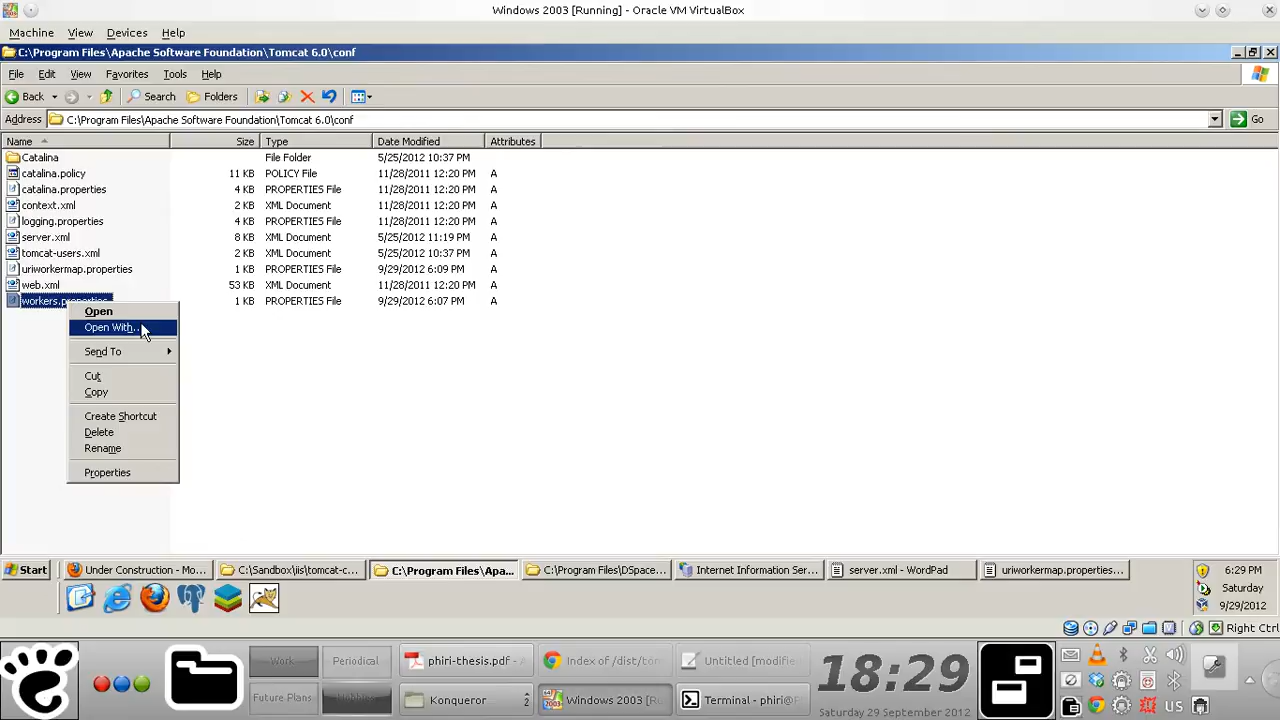 Windows 2003 [Running] - Oracle VM VirtualBox
Machine View Devices Help
C:\Program Files\Apache Software Foundation\Tomcat 6.0\conf
File Edit View Favorites Tools Help
Back Search Folders
Address C:\Program Files\Apache Software Foundation\Tomcat 6.0\conf Go
Name Size Type Date Modified Attributes
Catalina File Folder 5/25/2012 10:37 PM
catalina.policy 11 KB POLICY File 11/28/2011 12:20 PM A
catalina.properties 4 KB PROPERTIES File 11/28/2011 12:20 PM A
context.xml 2 KB XML Document 11/28/2011 12:20 PM A
logging.properties 4 KB PROPERTIES File 11/28/2011 12:20 PM A
server.xml 8 KB XML Document 5/25/2012 11:19 PM A
tomcat-users.xml 2 KB XML Document 5/25/2012 10:37 PM A
uriworkermap.properties 1 KB PROPERTIES File 9/29/2012 6:09 PM A
web.xml 53 KB XML Document 11/28/2011 12:20 PM A
workers.properties 1 KB PROPERTIES File 9/29/2012 6:07 PM A
Open
Open With...
Send To
Cut
Copy
Create Shortcut
Delete
Rename
Properties
Start Under Construction - Mo... C:\Sandbox\iis\tomcat-c... C:\Program Files\Apa... C:\Program Files\DSpace... Internet Information Ser... server.xml - WordPad uriworkermap.properties...
6:29 PM
Saturday
9/29/2012
Right Ctrl
Work Periodical phiri-thesis.pdf - Index of /dist/to Untitled [modifie
Future Plans Hobbies Konqueror 2 Windows 2003 [Ru Terminal - phiri@
18:29
Saturday 29 September 2012
US